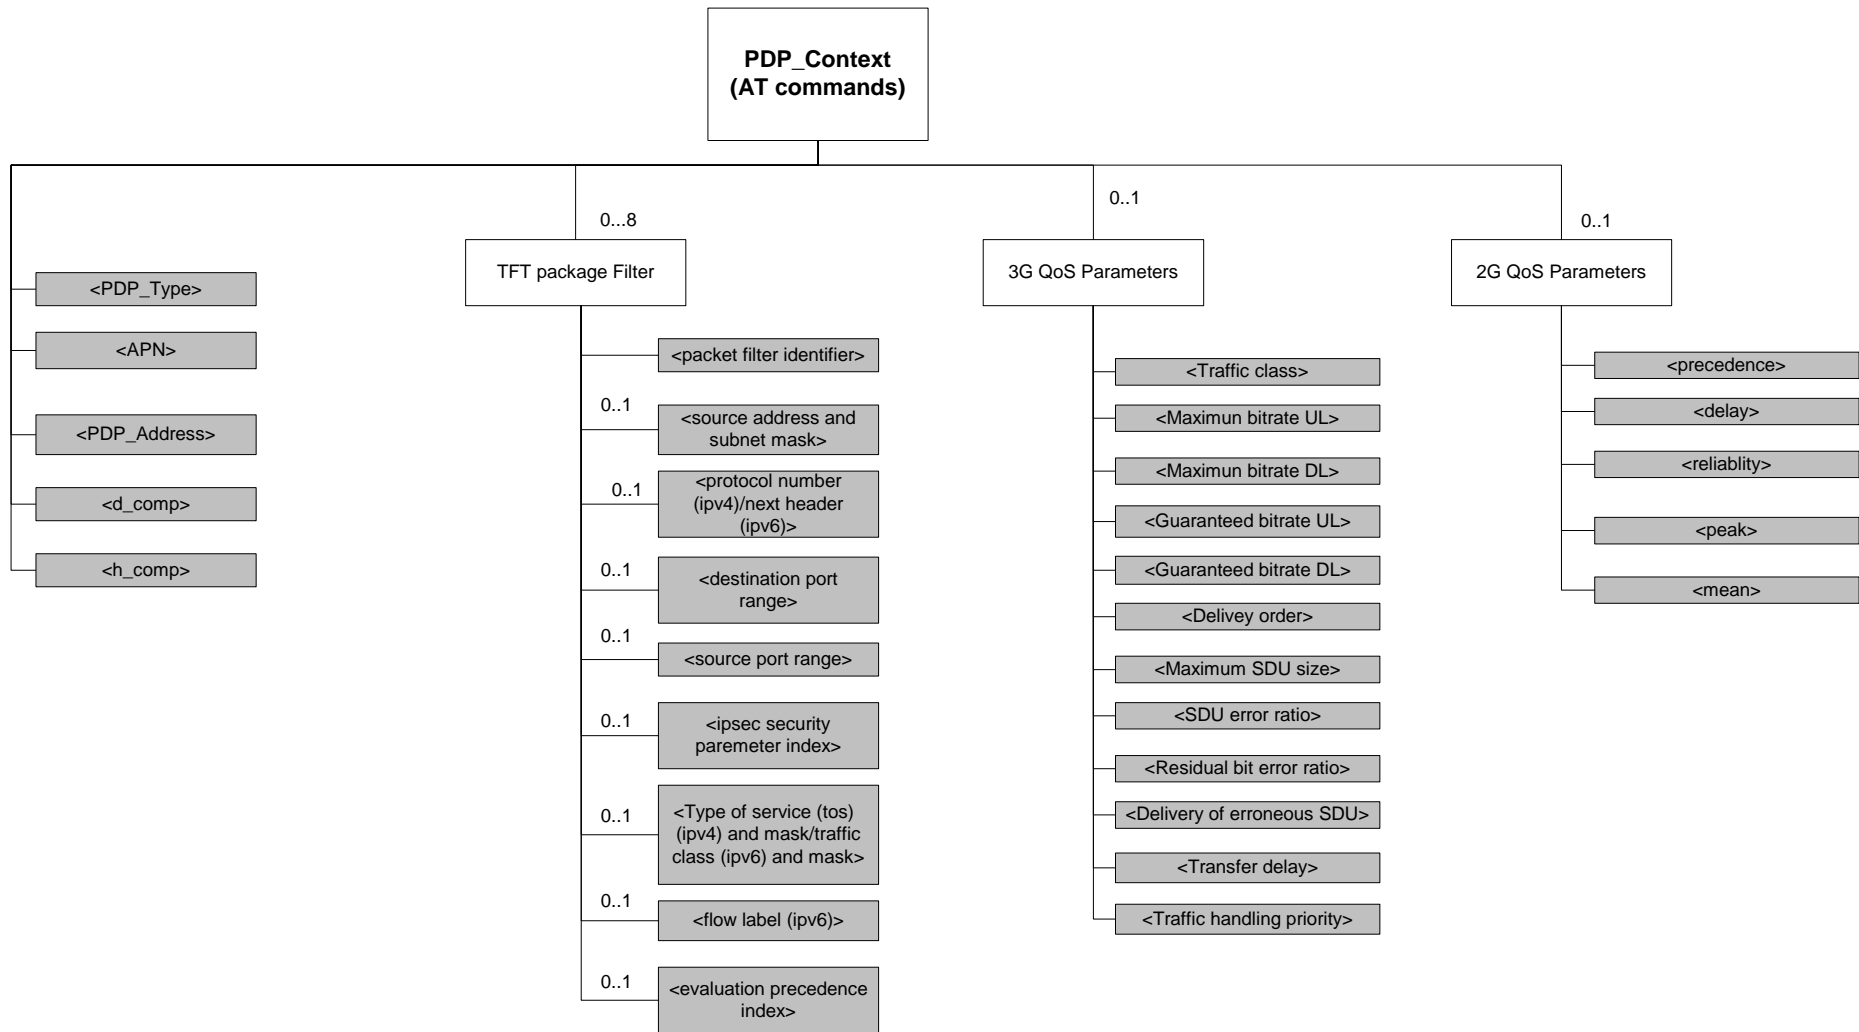 PDP_Context
(AT commands)
0...8
0..1
0..1
TFT package Filter
3G QoS Parameters
2G QoS Parameters
<PDP_Type>
<APN>
<PDP_Address>
<d_comp>
<h_comp>
<packet filter identifier>
0..1
<source address and
subnet mask>
0..1
<protocol number
(ipv4)/next header
(ipv6)>
0..1
<destination port
range>
0..1
<source port range>
0..1
<ipsec security
paremeter index>
0..1
<Type of service (tos)
(ipv4) and mask/traffic
class (ipv6) and mask>
0..1
<flow label (ipv6)>
0..1
<evaluation precedence
index>
<Traffic class>
<Maximun bitrate UL>
<Maximun bitrate DL>
<Guaranteed bitrate UL>
<Guaranteed bitrate DL>
<Delivey order>
<Maximum SDU size>
<SDU error ratio>
<Residual bit error ratio>
<Delivery of erroneous SDU>
<Transfer delay>
<Traffic handling priority>
<precedence>
<delay>
<reliablity>
<peak>
<mean>